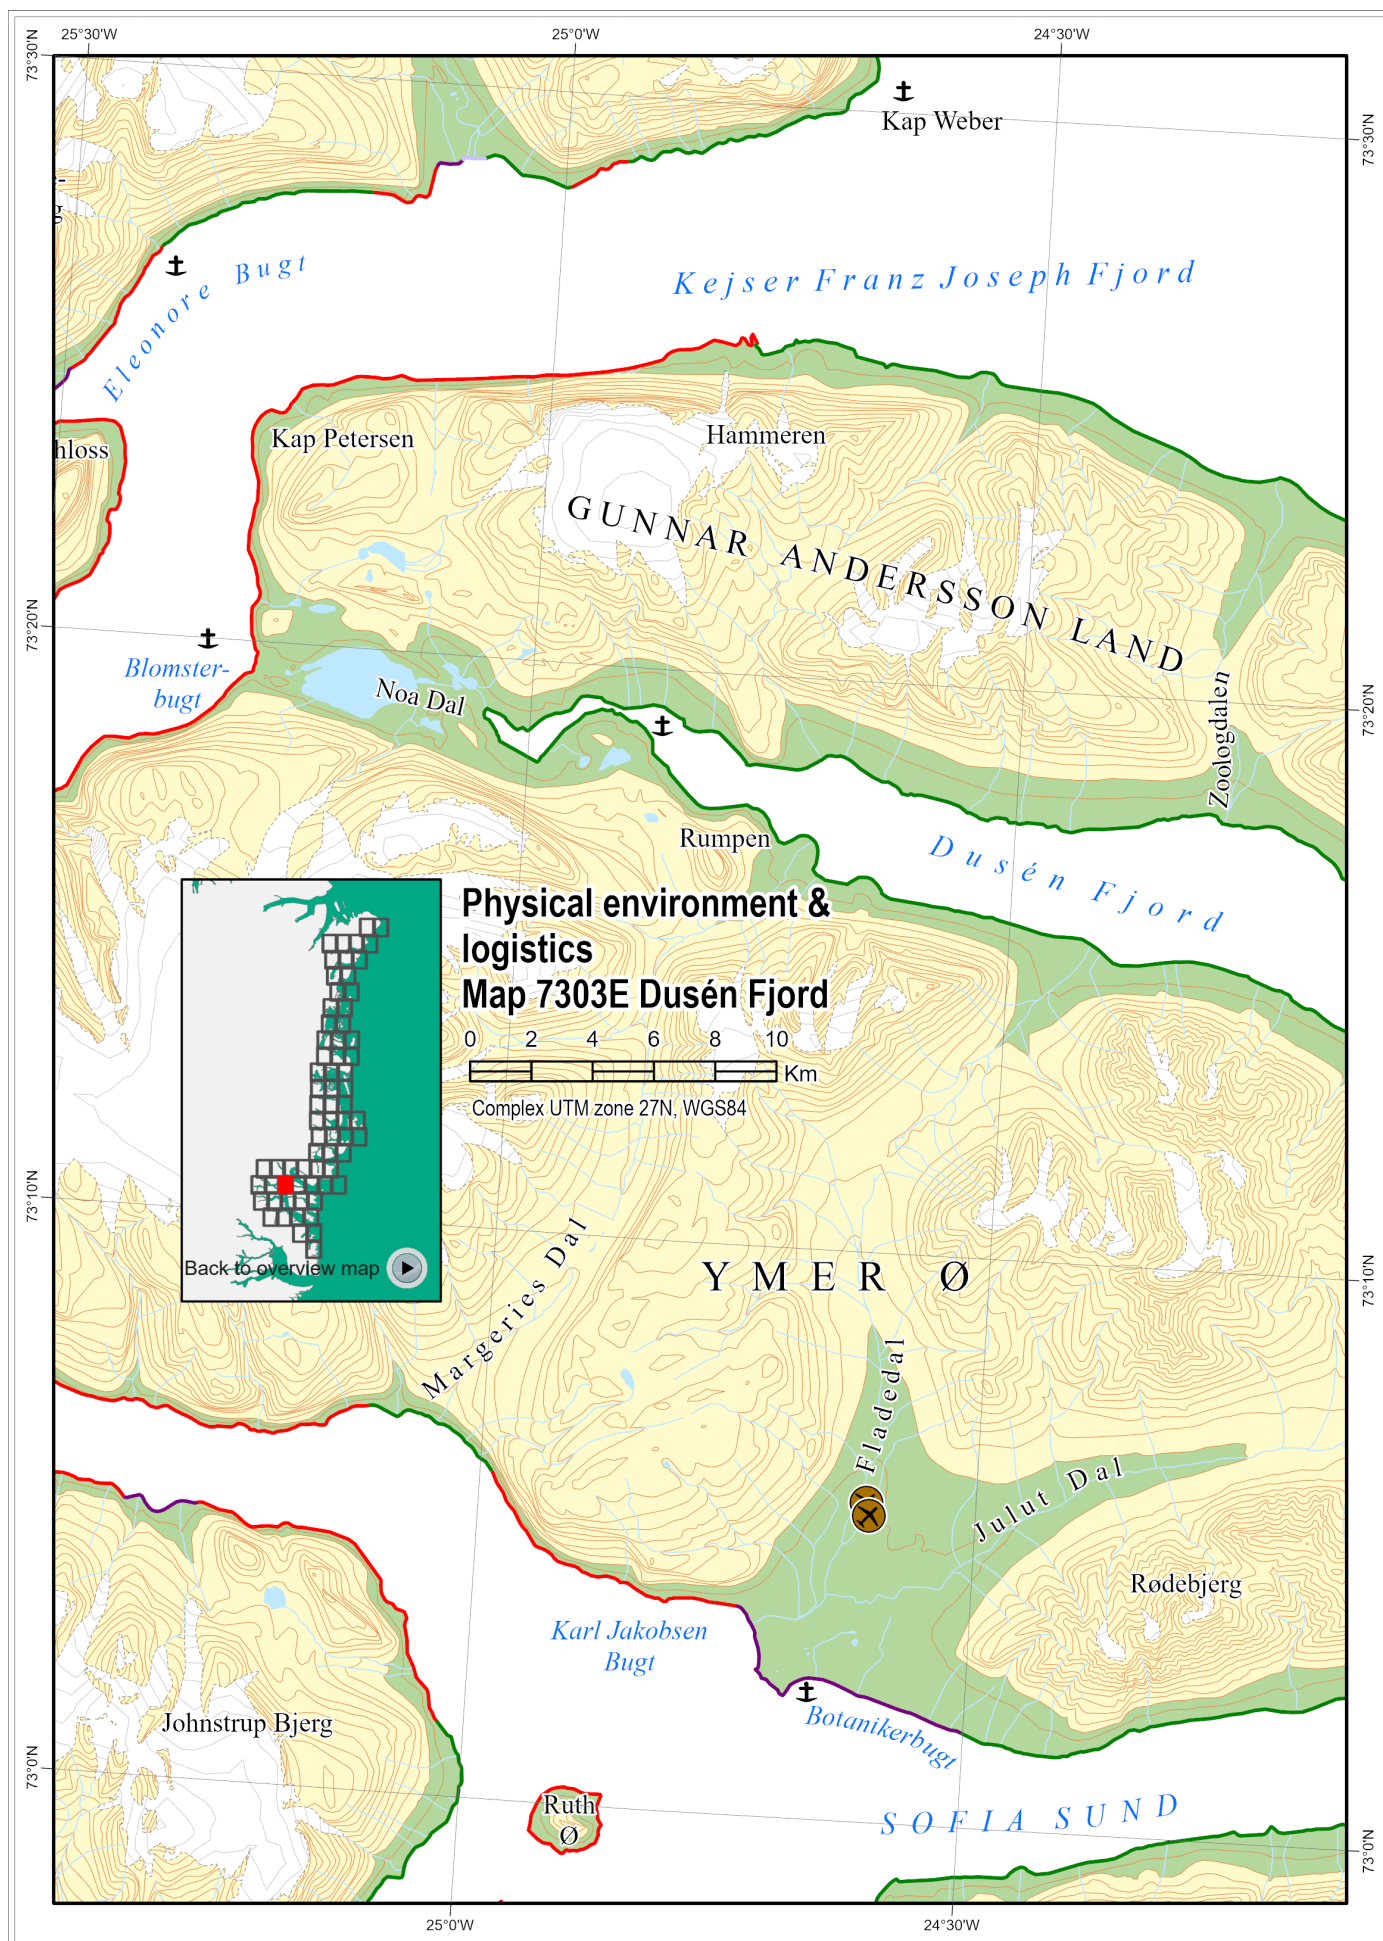 25°30'W
25°0'W
24°30'W
73°30'N
73°30'N
Kap Weber
g
Eleonore Bugt
Kejser Franz Joseph Fjord
hloss
Kap Petersen
Hammeren
GUNNAR ANDERSSON LAND
73°20'N
73°20'N
Blomster-
bugt
Noa Dal
Zoologdalen
Rumpen
Dusén Fjord
Physical environment &
logistics
Map 7303E Dusén Fjord
0 2 4 6 8 10
Km
Complex UTM zone 27N, WGS84
Back to overview map
73°10'N
73°10'N
Margeries Dal
YMER Ø
Fladedal
Julut Dal
Rødebjerg
Karl Jakobsen
Bugt
Botanikerbugt
Johnstrup Bjerg
73°0'N
73°0'N
Ruth
Ø
SOFIA SUND
25°0'W
24°30'W